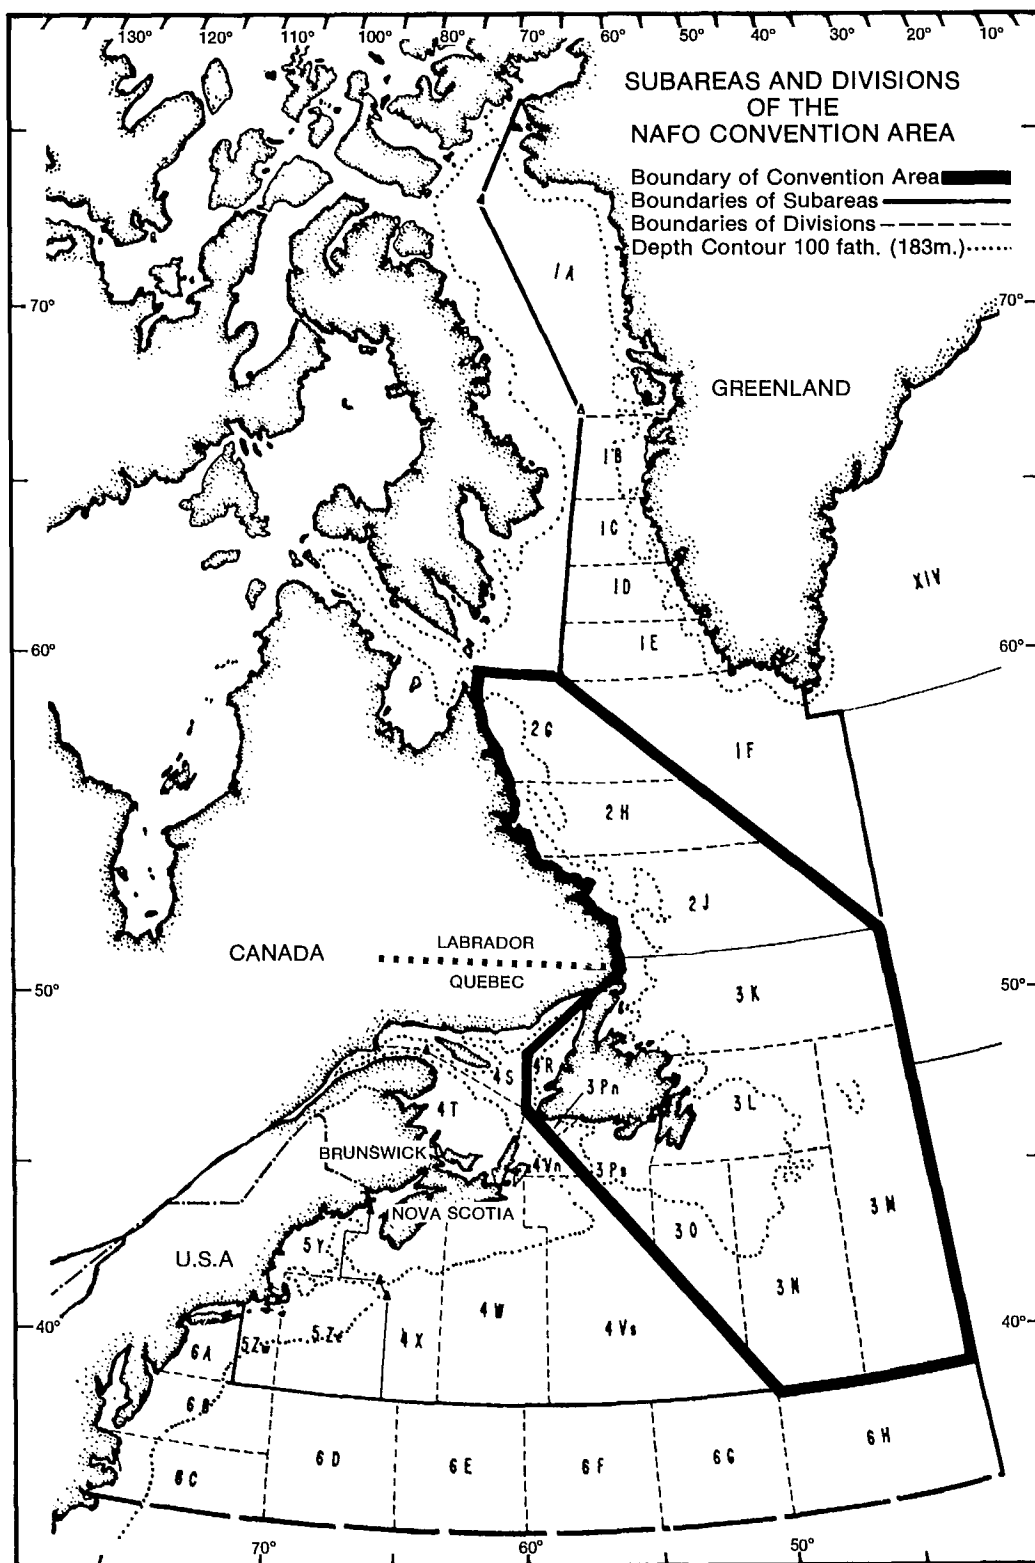 130° 120° 110° 100° 90° 80° 70° 60° 50° 40° 30° 20° 10°
SUBAREAS AND DIVISIONS
OF THE
NAFO CONVENTION AREA
Boundary of Convention Area
Boundaries of Subareas
Boundaries of Divisions
Depth Contour 100 fath. (183m.)
1A
70° 70°
GREENLAND
1B
1C
1D
XIV
1E
60° 60°
2G
1F
2H
2J
CANADA
LABRADOR
QUEBEC
50° 50°
3K
4S
4R
3Pn
4T
3L
BRUNSWICK
4Vn
3Ps
NOVA SCOTIA
3O
3M
5Y
U.S.A
3N
4W
4Vs
40° 40°
4X
6A
6B
6C
6D
6E
6F
6G
6H
70° 60° 50°